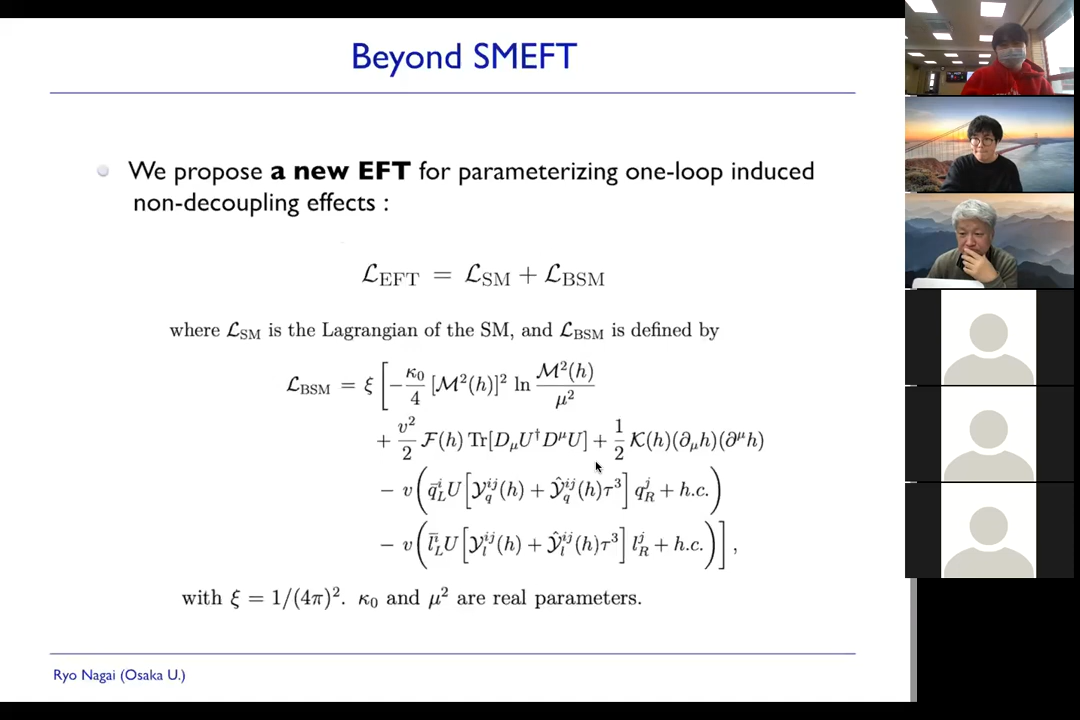 Beyond SMEFT
We propose a new EFT for parameterizing one-loop induced
non-decoupling effects :
ℒ_EFT = ℒ_SM + ℒ_BSM
where ℒ_SM is the Lagrangian of the SM, and ℒ_BSM is defined by
ℒ_BSM = ξ [ − κ₀/4 [ℳ²(h)]² ln ℳ²(h)/μ²
+ v²/2 ℱ(h) Tr[D_μU†D^μU] + 1/2 𝒦(h)(∂_μh)(∂^μh)
− v( q̄_L^i U[𝒴_q^{ij}(h) + 𝒴̂_q^{ij}(h)τ³] q_R^j + h.c. )
− v( l̄_L^i U[𝒴_l^{ij}(h) + 𝒴̂_l^{ij}(h)τ³] l_R^j + h.c. ) ] ,
with ξ = 1/(4π)². κ₀ and μ² are real parameters.
Ryo Nagai (Osaka U.)